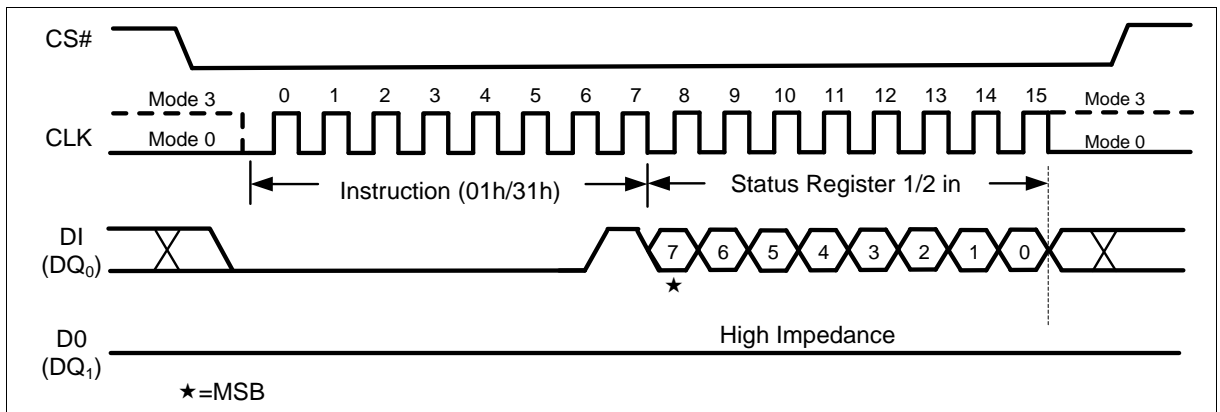 CS#
Mode 3 0 1 2 3 4 5 6 7 8 9 10 11 12 13 14 15 Mode 3
CLK Mode 0 Mode 0
Instruction (01h/31h) Status Register 1/2 in
DI
(DQ0) 7 6 5 4 3 2 1 0
★
High Impedance
D0
(DQ1)
★=MSB